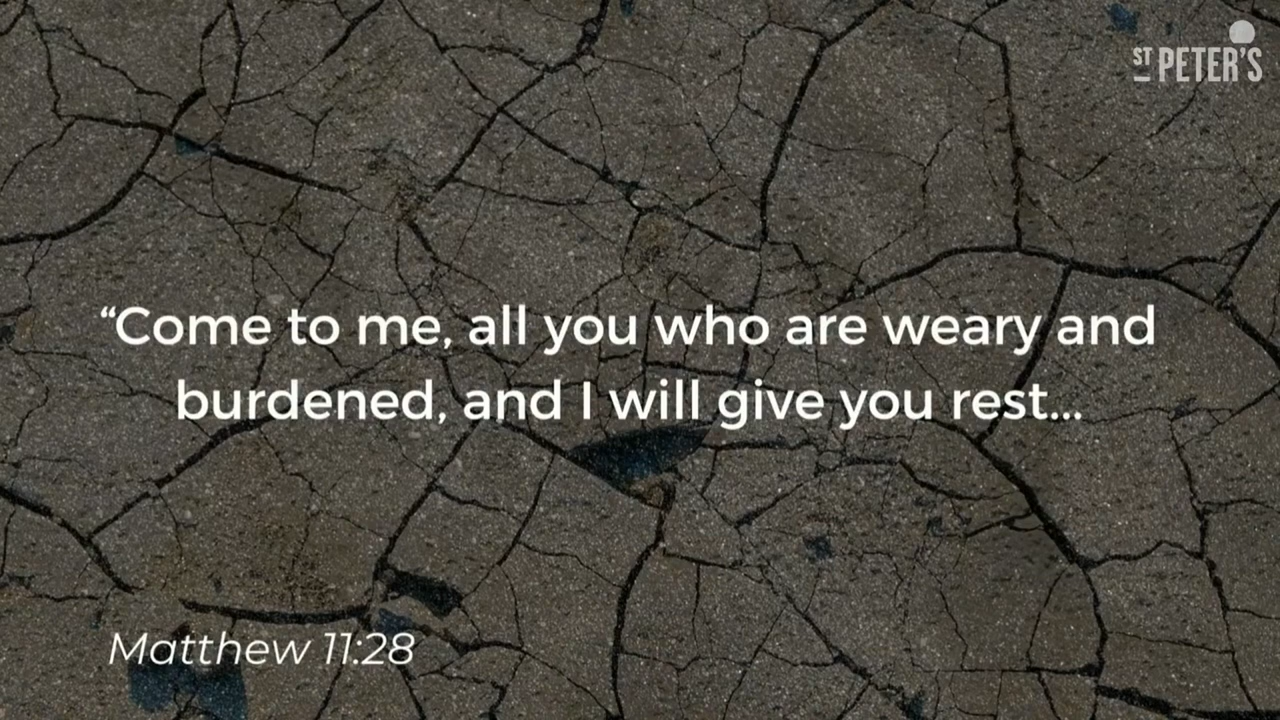 ST
PETER'S
“Come to me, all you who are weary and
burdened, and I will give you rest...
Matthew 11:28